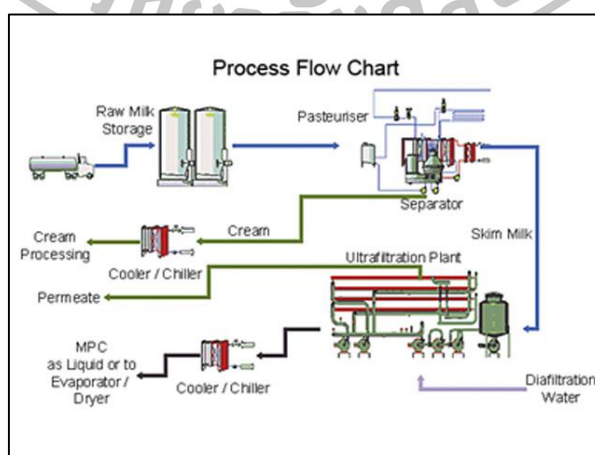 Process Flow Chart
Raw Milk
Storage
Pasteuriser
Separator
Skim Milk
Cream
Cream
Processing
Cooler / Chiller
Ultrafiltration Plant
Permeate
MPC
as Liquid or to
Evaporator /
Dryer
Cooler / Chiller
Diafiltration
Water